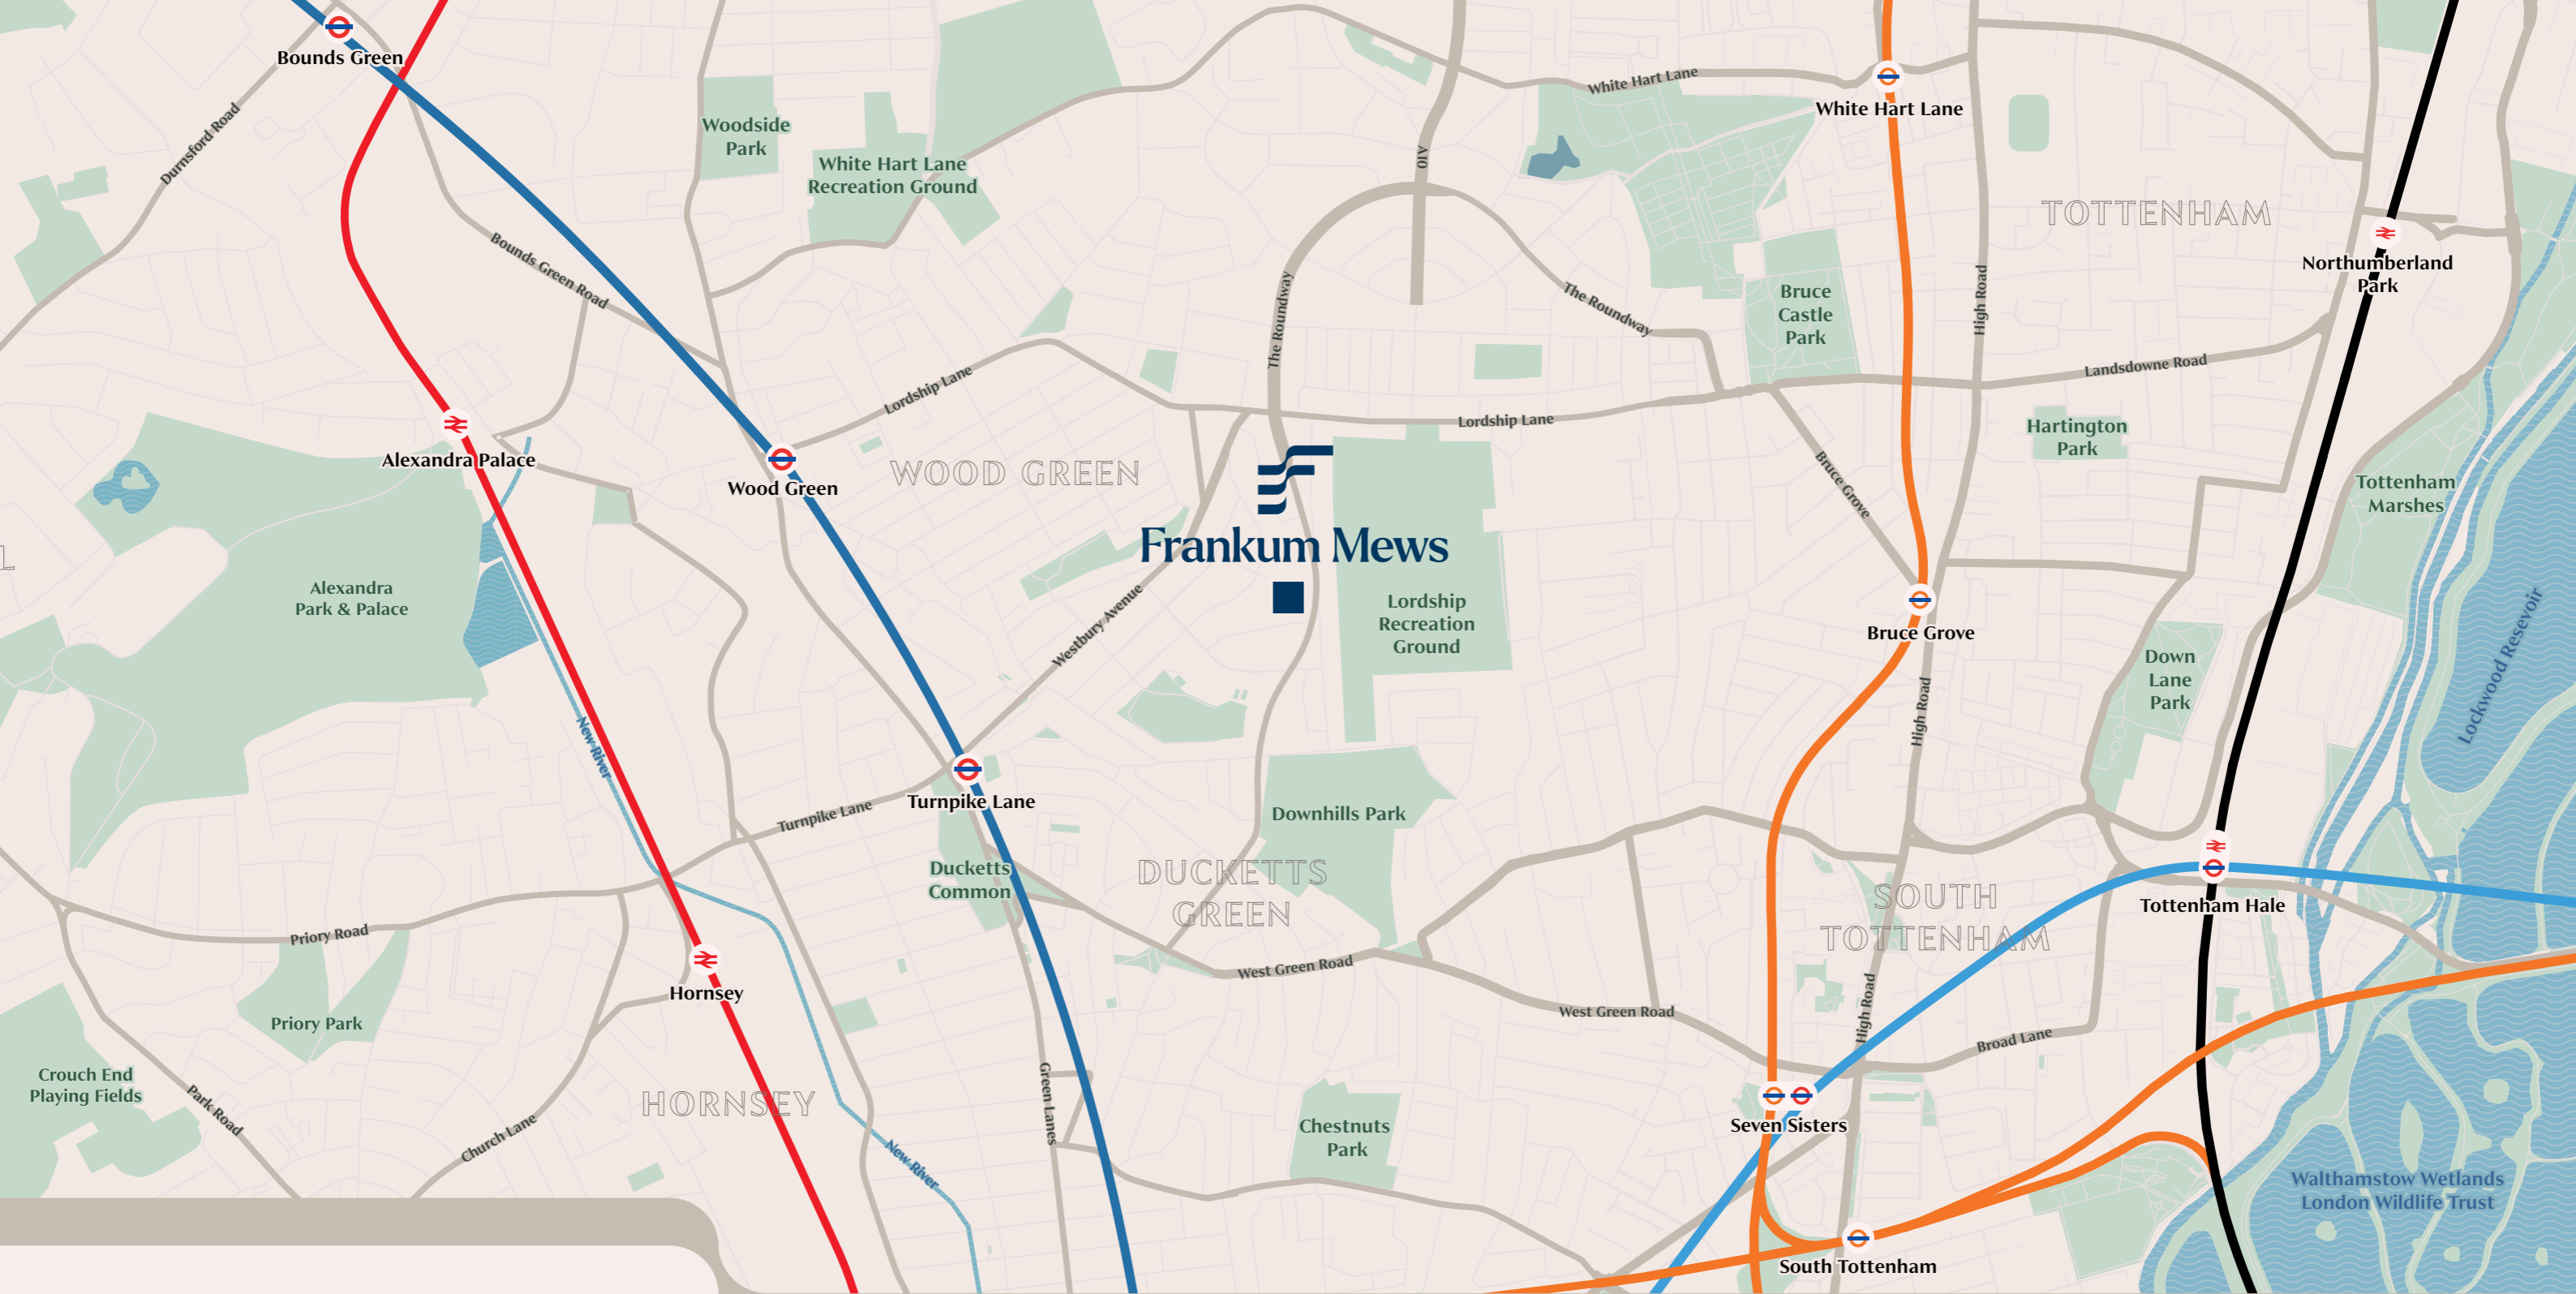 Bounds Green
Durnsford Road
Bounds Green Road
Woodside
Park
White Hart Lane
Recreation Ground
A10
White Hart Lane
White Hart Lane
TOTTENHAM
Northumberland
Park
The Roundway
The Roundway
Bruce
Castle
Park
High Road
Landsdowne Road
Lordship Lane
Lordship Lane
Hartington
Park
Alexandra Palace
Wood Green
WOOD GREEN
Bruce Grove
Tottenham
Marshes
Frankum Mews
Alexandra
Park & Palace
Westbury Avenue
Lordship
Recreation
Ground
Bruce Grove
Down
Lane
Park
Lockwood Resevoir
New River
High Road
Turnpike Lane
Turnpike Lane
Downhills Park
Ducketts
Common
DUCKETTS
GREEN
SOUTH
TOTTENHAM
Tottenham Hale
Priory Road
West Green Road
West Green Road
Hornsey
High Road
Priory Park
Broad Lane
Crouch End
Playing Fields
Park Road
Church Lane
HORNSEY
Green Lanes
New River
Chestnuts
Park
Seven Sisters
Walthamstow Wetlands
London Wildlife Trust
South Tottenham